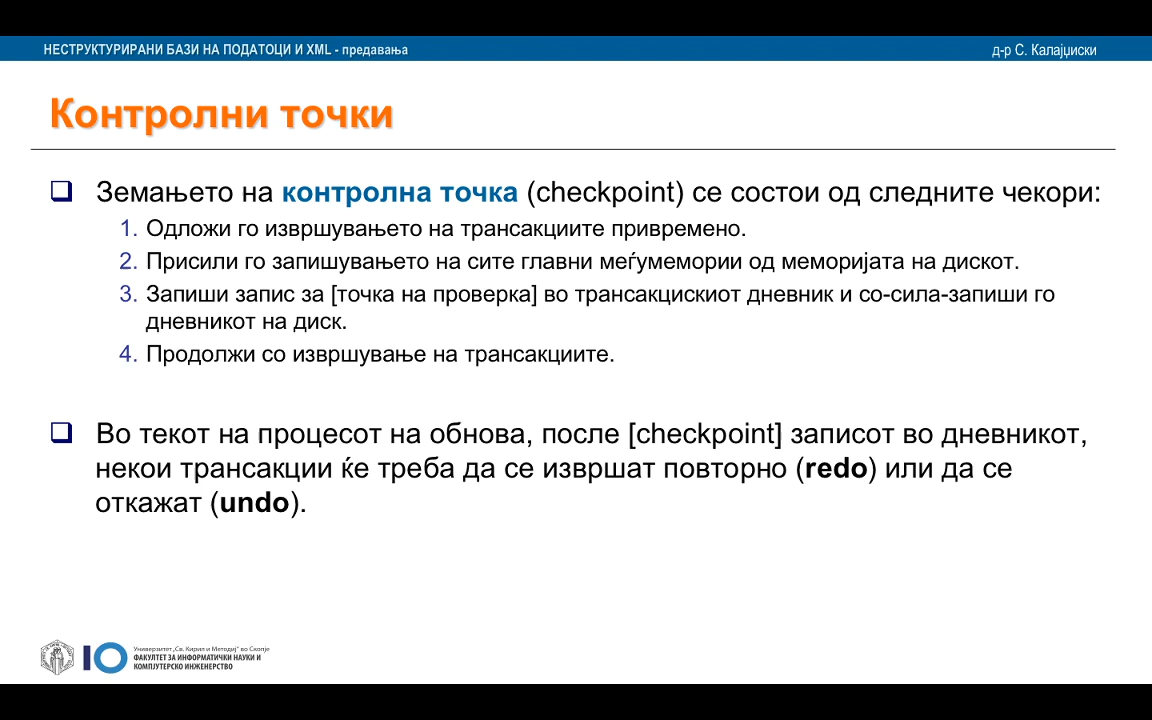 НЕСТРУКТУРИРАНИ БАЗИ НА ПОДАТОЦИ И XML - предавања
д-р С. Калајџиски
Контролни точки
Земањето на контролна точка (checkpoint) се состои од следните чекори:
1. Одложи го извршувањето на трансакциите привремено.
2. Присили го запишувањето на сите главни меѓумемории од меморијата на дискот.
3. Запиши запис за [точка на проверка] во трансакцискиот дневник и со-сила-запиши го
дневникот на диск.
4. Продолжи со извршување на трансакциите.
Во текот на процесот на обнова, после [checkpoint] записот во дневникот,
некои трансакции ќе треба да се извршат повторно (redo) или да се
откажат (undo).
Универзитет „Св. Кирил и Методиј" во Скопје
ФАКУЛТЕТ ЗА ИНФОРМАТИЧКИ НАУКИ И
КОМПЈУТЕРСКО ИНЖЕНЕРСТВО